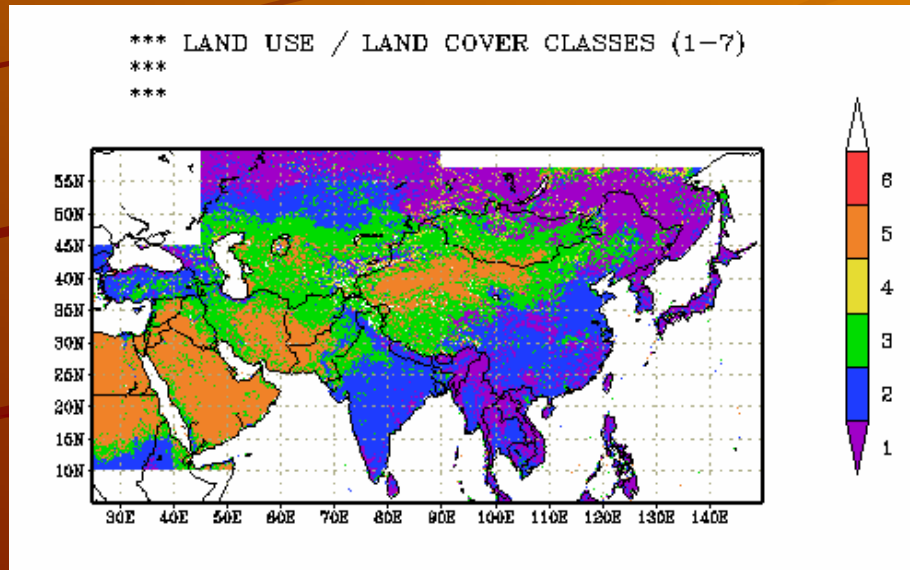 *** LAND USE / LAND COVER CLASSES (1-7)
***
***
55N
50N
45N
40N
35N
30N
25N
20N
15N
10N
30E 40E 50E 60E 70E 80E 90E 100E 110E 120E 130E 140E
6
5
4
3
2
1